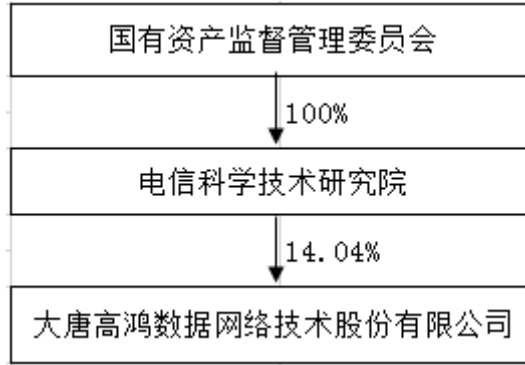 国有资产监督管理委员会
100%
电信科学技术研究院
14.04%
大唐高鸿数据网络技术股份有限公司